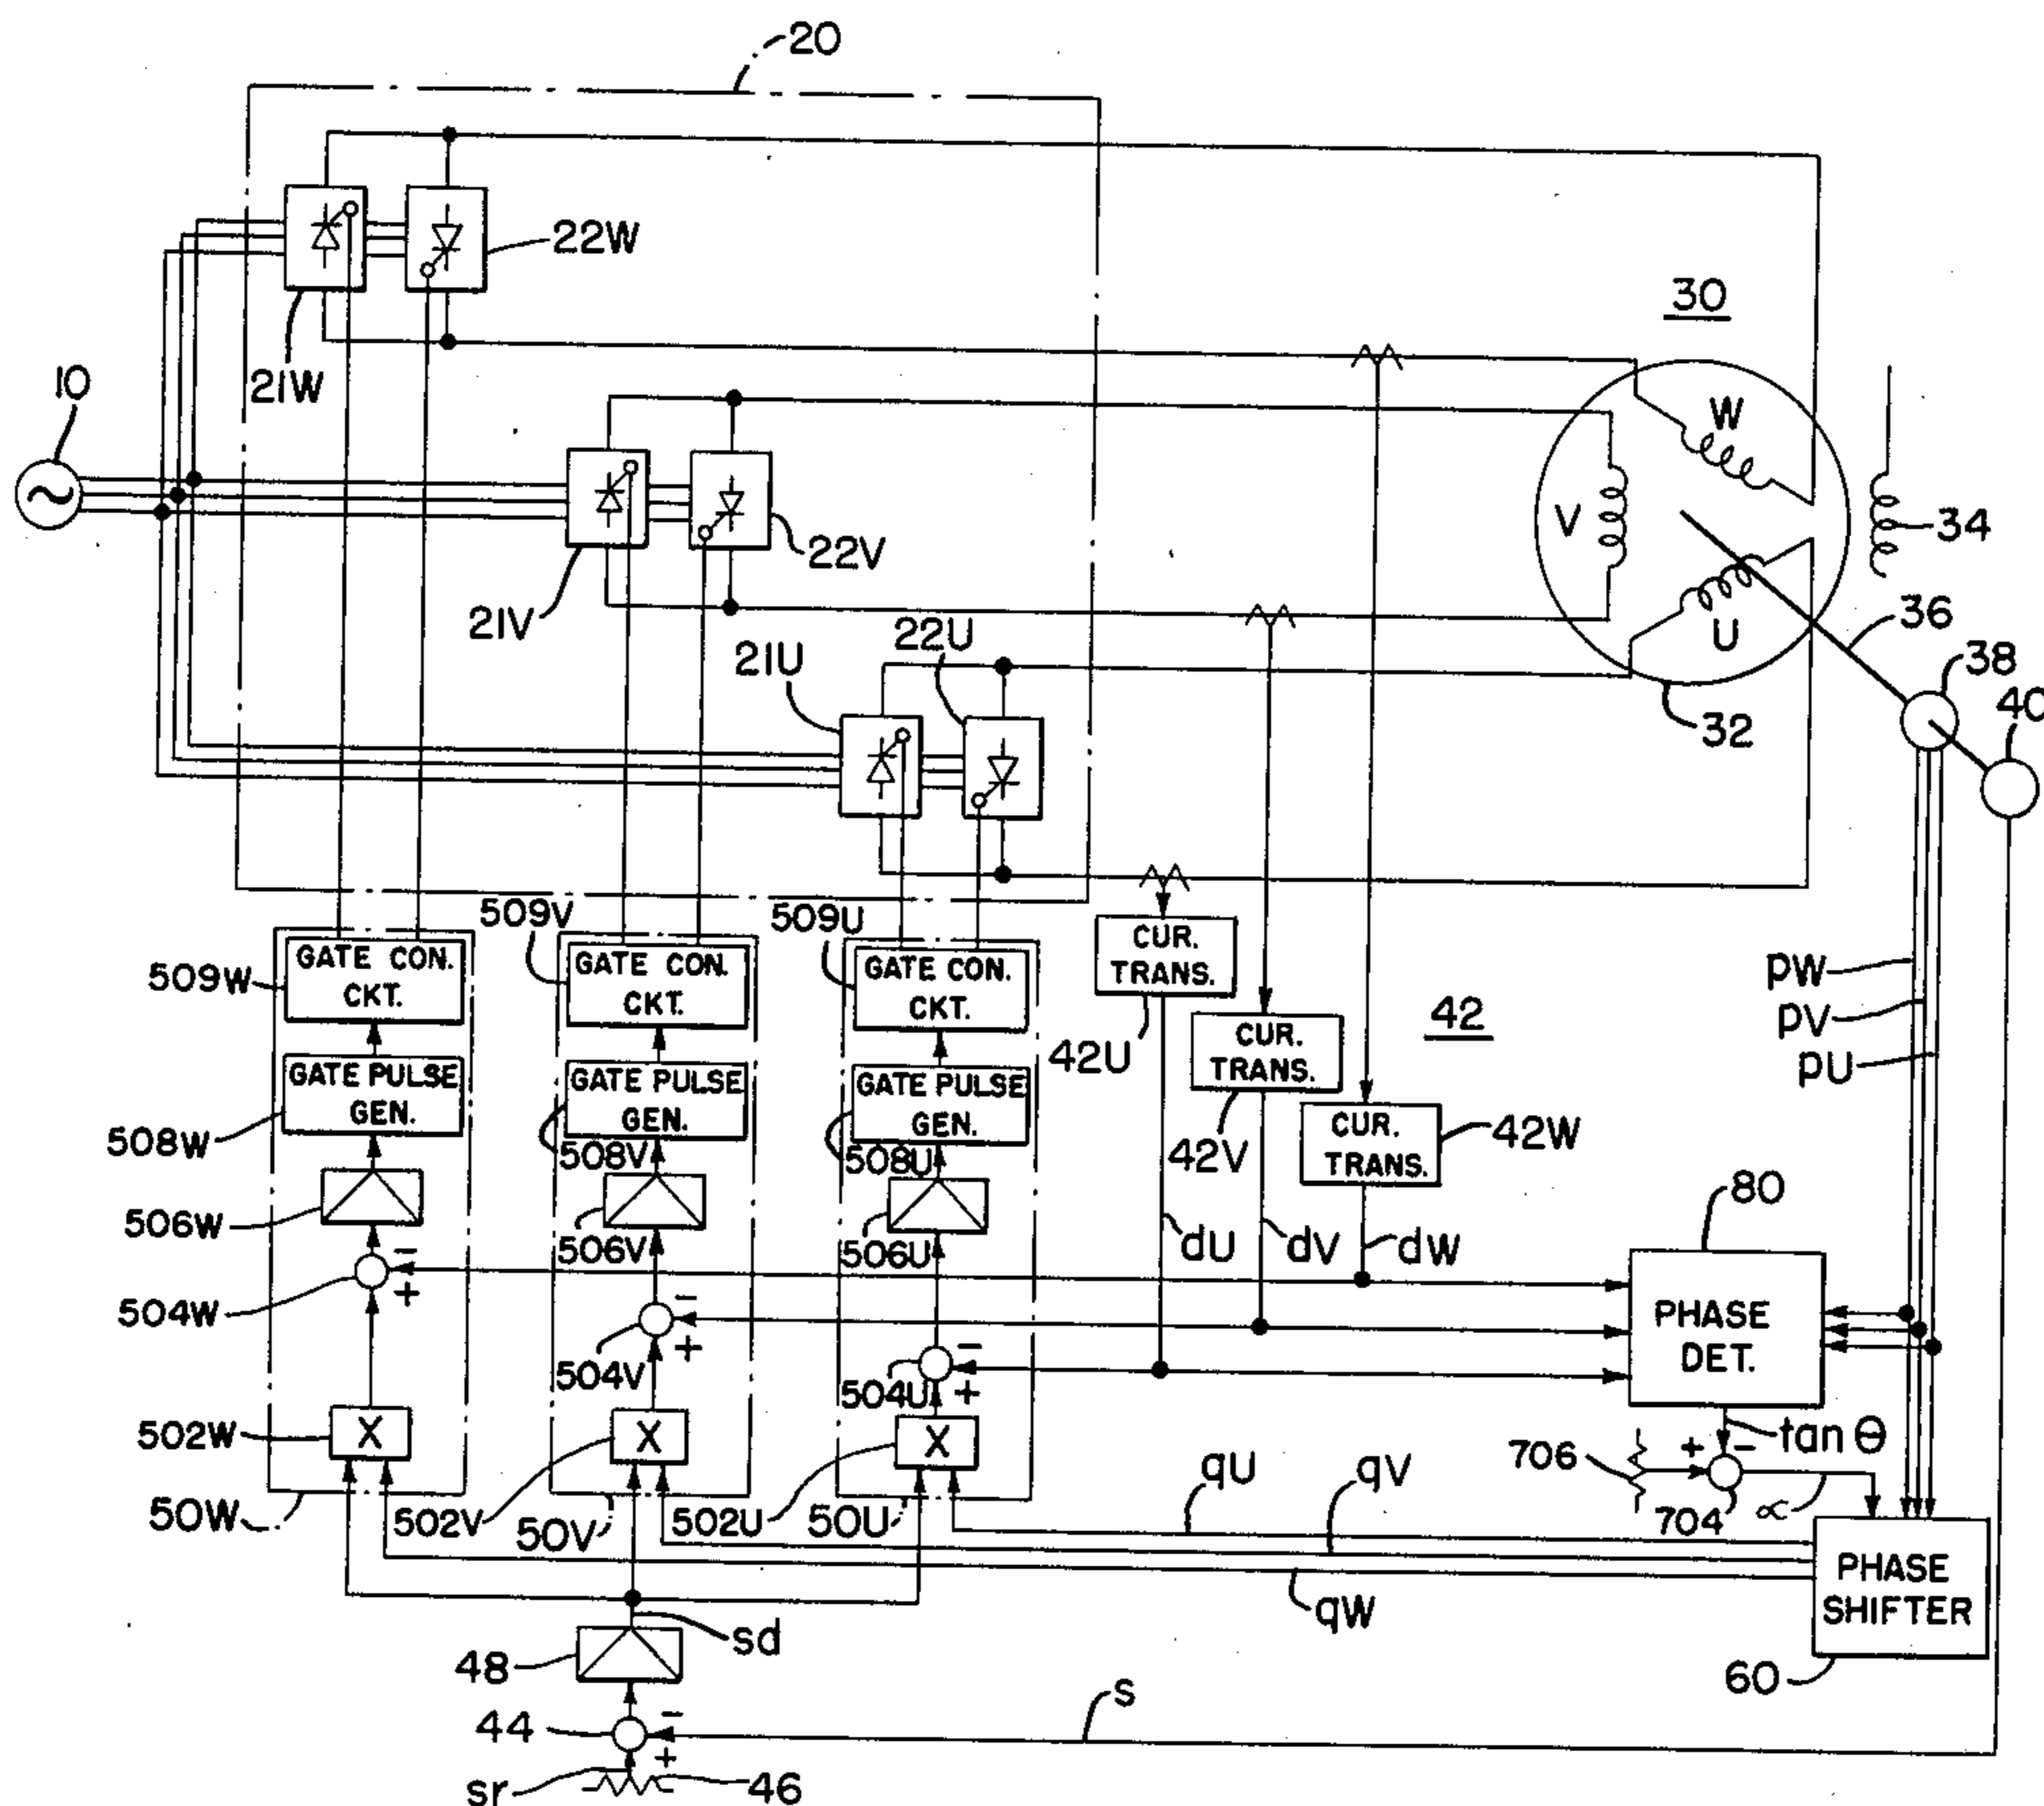 20
22W
30
10
21W
W
V
34
22V
21V
22U
U
36
21U
38
40
32
509V
509U
GATE CON.
CKT.
GATE CON.
CKT.
GATE CON.
CKT.
CUR.
TRANS.
509W
pW
pV
pU
42
42U
CUR.
TRANS.
GATE PULSE
GEN.
GATE PULSE
GEN.
GATE PULSE
GEN.
508W
508V
508U
42V
CUR.
TRANS.
42W
80
506W
506V
506U
dU
dV
dW
−
+
504W
−
+
504V
−
+
504U
PHASE
DET.
tan θ
502W
X
X
X
706
+
−
qU
qV
50W
502V
50V
502U
50U
704
∝
PHASE
SHIFTER
qW
sd
48
60
s
44
−
+
sr
46